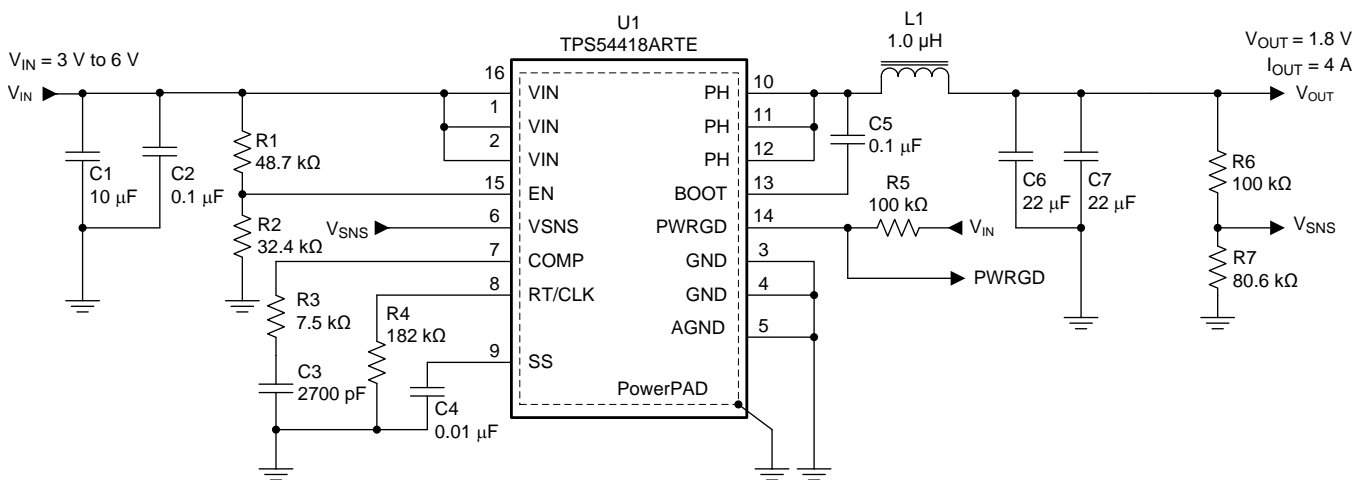 U1
TPS54418ARTE
L1
1.0 µH
V_IN = 3 V to 6 V
V_IN
V_OUT = 1.8 V
I_OUT = 4 A
V_OUT
16
VIN
1
VIN
2
VIN
15
EN
6
VSNS
V_SNS
7
COMP
8
RT/CLK
9
SS
PH
10
PH
11
PH
12
BOOT
13
PWRGD
14
GND
3
GND
4
AGND
5
PowerPAD
C1
10 µF
C2
0.1 µF
R1
48.7 kΩ
R2
32.4 kΩ
R3
7.5 kΩ
C3
2700 pF
R4
182 kΩ
C4
0.01 µF
C5
0.1 µF
R5
100 kΩ
V_IN
PWRGD
C6
22 µF
C7
22 µF
R6
100 kΩ
V_SNS
R7
80.6 kΩ